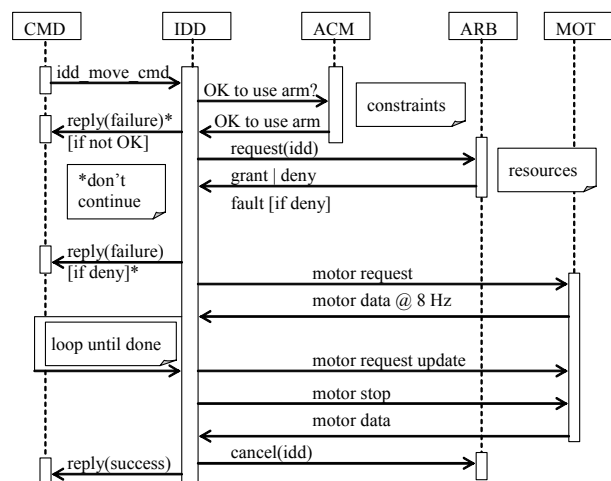 CMD IDD ACM ARB MOT
idd_move_cmd
OK to use arm?
constraints
OK to use arm
reply(failure)*
[if not OK]
request(idd)
resources
grant | deny
*don't
continue
fault [if deny]
reply(failure)
[if deny]*
motor request
motor data @ 8 Hz
loop until done
motor request update
motor stop
motor data
cancel(idd)
reply(success)